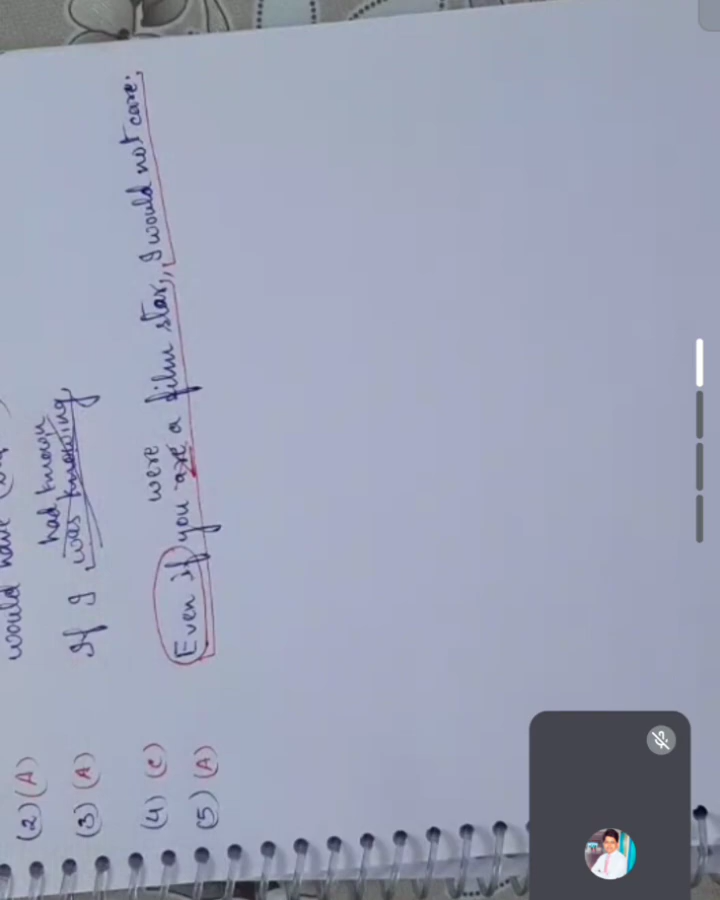 would have
(2) (A)
had known
(3) (A) If I was knowing
(4) (C)
were
(5) (A) Even if you are a film star, I would not care.